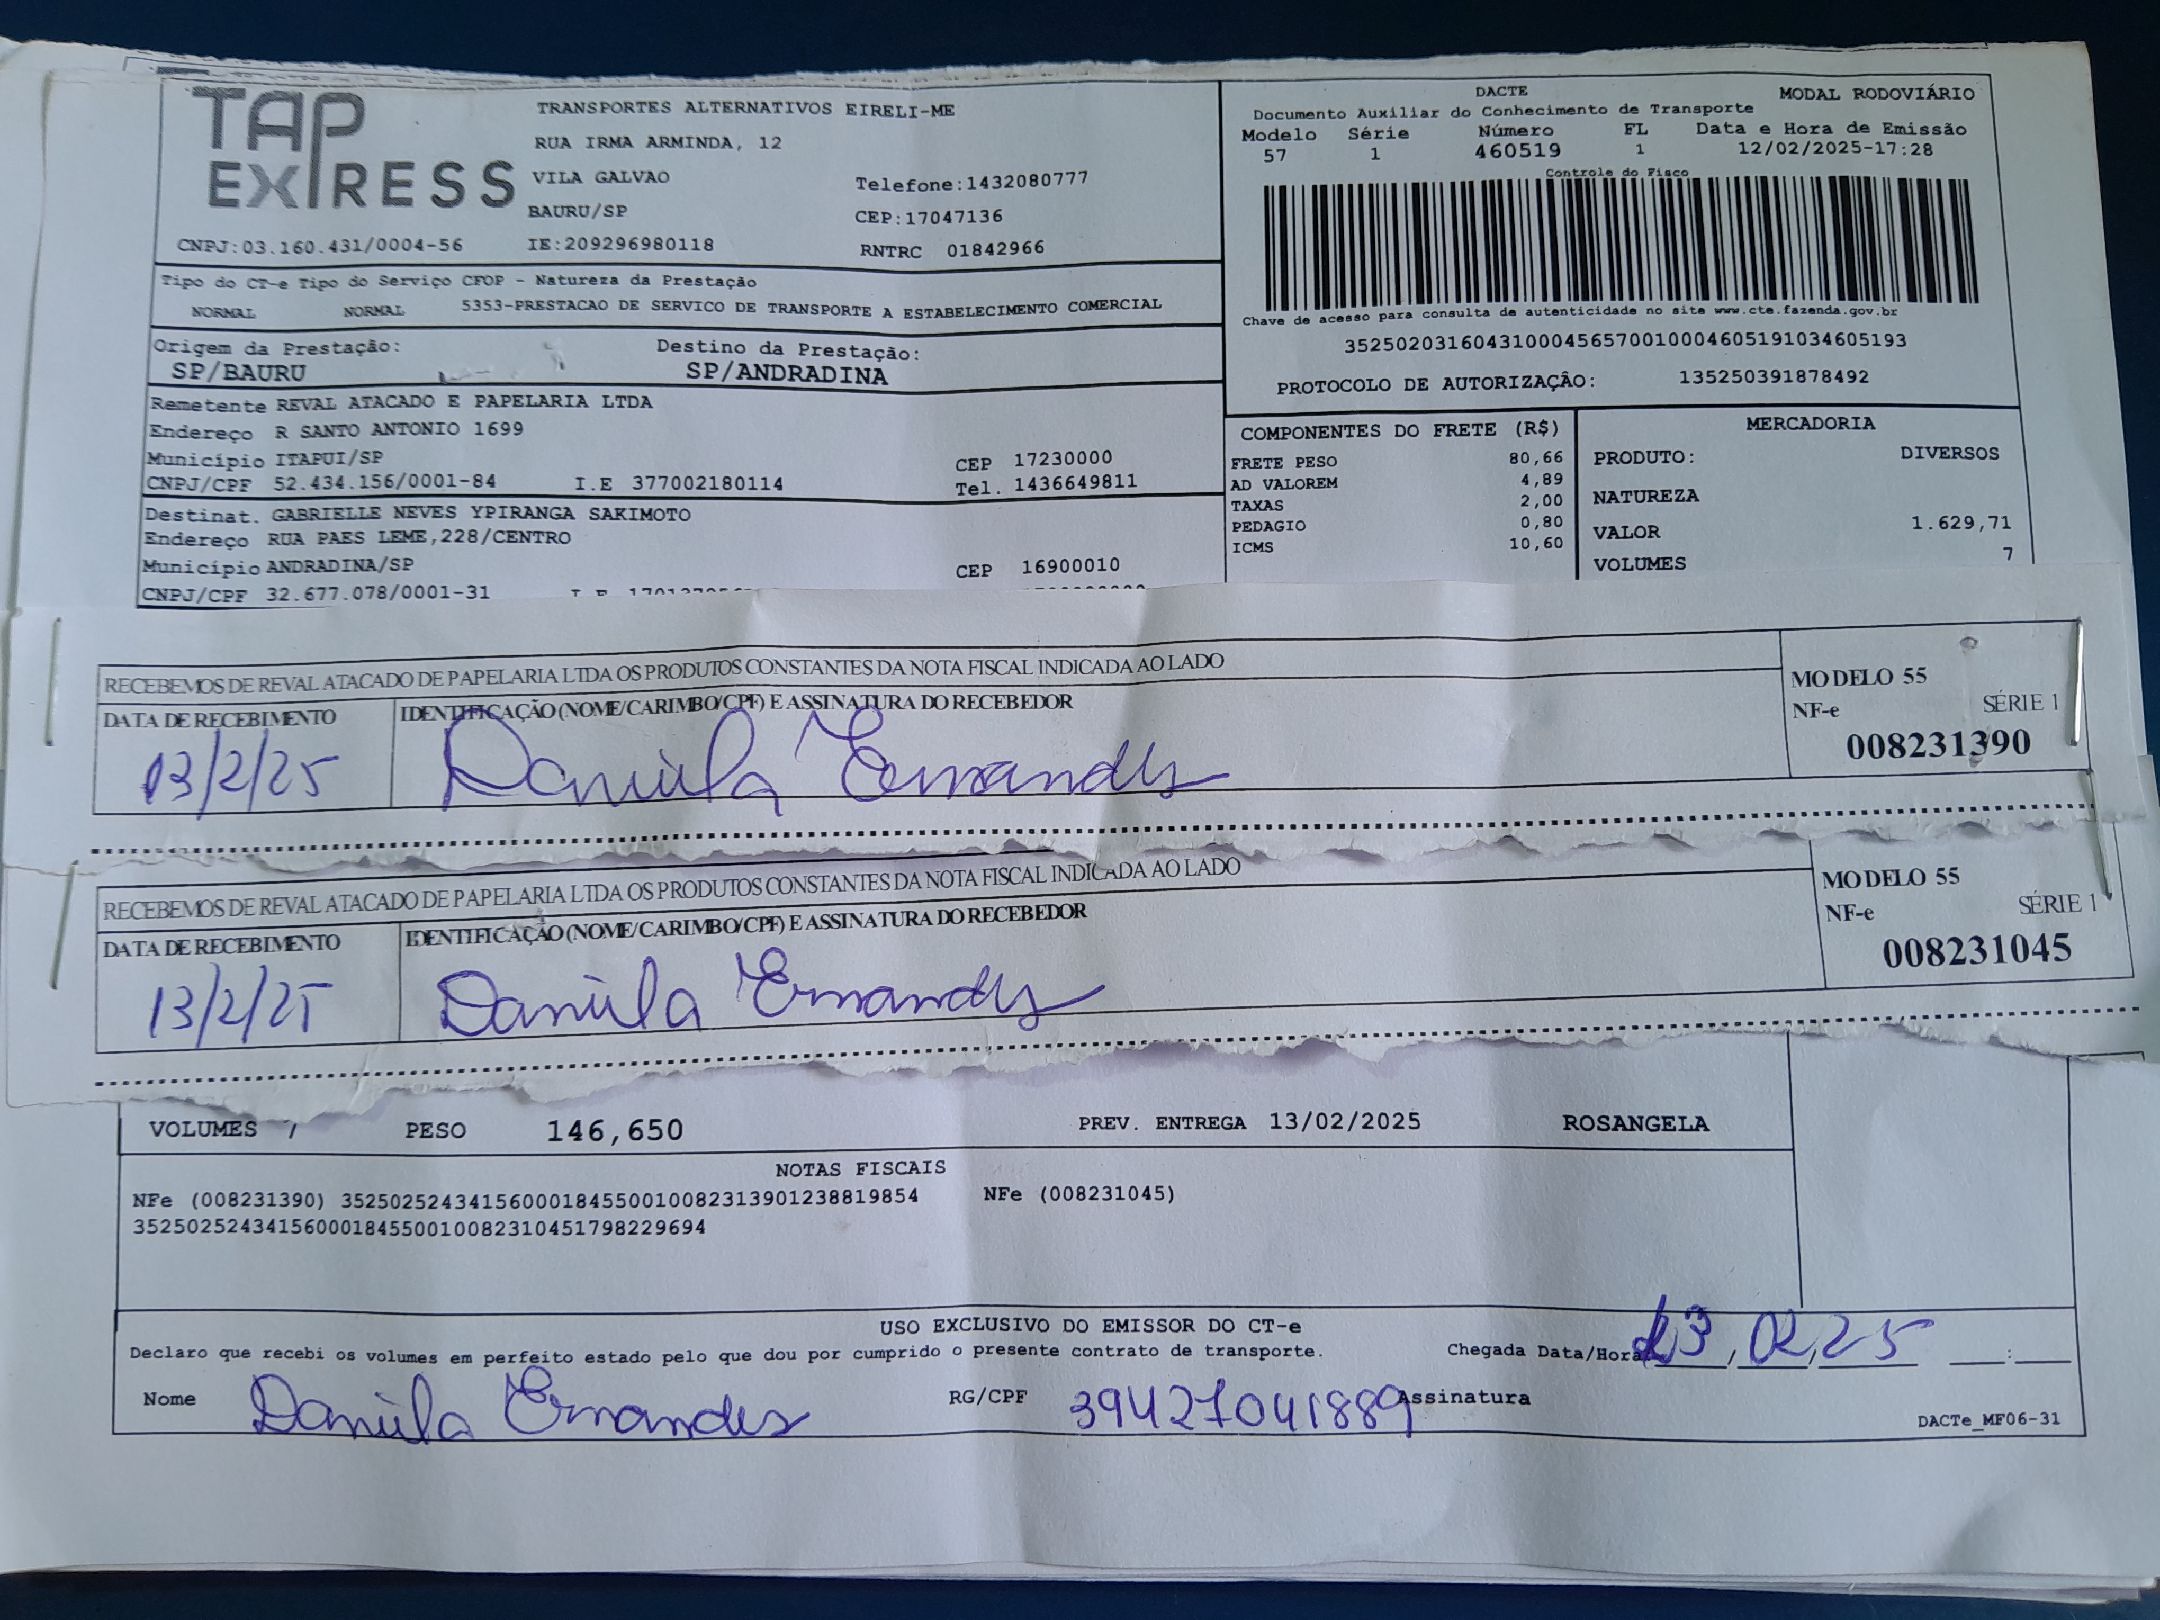 TAP
EXPRESS
TRANSPORTES ALTERNATIVOS EIRELI-ME
RUA IRMA ARMINDA, 12
VILA GALVAO
Telefone:1432080777
BAURU/SP
CEP:17047136
CNPJ:03.160.431/0004-56
IE:209296980118
RNTRC 01842966
DACTE
MODAL RODOVIÁRIO
Documento Auxiliar do Conhecimento de Transporte
Modelo Série Número FL Data e Hora de Emissão
57 1 460519 1 12/02/2025-17:28
Controle do Fisco
Chave de acesso para consulta de autenticidade no site www.cte.fazenda.gov.br
35250203160431000456570010004605191034605193
PROTOCOLO DE AUTORIZAÇÃO: 135250391878492
Tipo do CT-e Tipo do Serviço CFOP - Natureza da Prestação
NORMAL NORMAL 5353-PRESTACAO DE SERVICO DE TRANSPORTE A ESTABELECIMENTO COMERCIAL
Origem da Prestação: Destino da Prestação:
SP/BAURU SP/ANDRADINA
Remetente REVAL ATACADO E PAPELARIA LTDA
Endereço R SANTO ANTONIO 1699
Município ITAPUI/SP CEP 17230000
CNPJ/CPF 52.434.156/0001-84 I.E 377002180114 Tel. 1436649811
Destinat. GABRIELLE NEVES YPIRANGA SAKIMOTO
Endereço RUA PAES LEME,228/CENTRO
Município ANDRADINA/SP CEP 16900010
CNPJ/CPF 32.677.078/0001-31
COMPONENTES DO FRETE (R$)
FRETE PESO 80,66
AD VALOREM 4,89
TAXAS 2,00
PEDAGIO 0,80
ICMS 10,60
MERCADORIA
PRODUTO: DIVERSOS
NATUREZA
VALOR 1.629,71
VOLUMES 7
RECEBEMOS DE REVAL ATACADO DE PAPELARIA LTDA OS PRODUTOS CONSTANTES DA NOTA FISCAL INDICADA AO LADO
DATA DE RECEBIMENTO IDENTIFICAÇÃO (NOME/CARIMBO/CPF) E ASSINATURA DO RECEBEDOR
13/2/25 Daniila Ernandes
MODELO 55
NF-e SÉRIE 1
008231390
RECEBEMOS DE REVAL ATACADO DE PAPELARIA LTDA OS PRODUTOS CONSTANTES DA NOTA FISCAL INDICADA AO LADO
DATA DE RECEBIMENTO IDENTIFICAÇÃO (NOME/CARIMBO/CPF) E ASSINATURA DO RECEBEDOR
13/2/25 Daniila Ernandes
MODELO 55
NF-e SÉRIE 1
008231045
VOLUMES PESO 146,650 PREV. ENTREGA 13/02/2025 ROSANGELA
NOTAS FISCAIS
NFe (008231390) 35250252434156000184550010082313901238819854 NFe (008231045)
35250252434156000184550010082310451798229694
USO EXCLUSIVO DO EMISSOR DO CT-e
Declaro que recebi os volumes em perfeito estado pelo que dou por cumprido o presente contrato de transporte. Chegada Data/Hora 13,02,25
Nome Daniila Ernandes RG/CPF 39427041889 Assinatura
DACTe_MF06-31